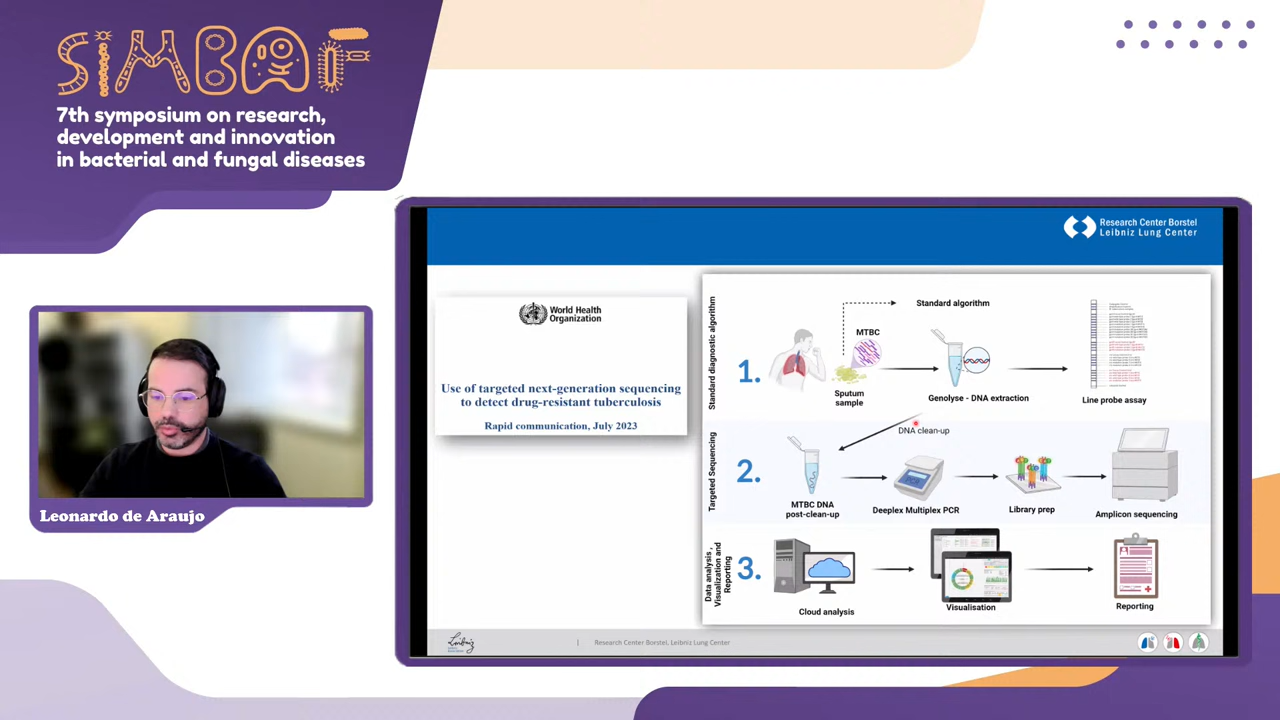 SIMBAF
7th symposium on research,
development and innovation
in bacterial and fungal diseases
Leonardo de Araujo
Research Center Borstel
Leibniz Lung Center
World Health
Organization
Use of targeted next-generation sequencing
to detect drug-resistant tuberculosis
Rapid communication, July 2023
Standard diagnostic algorithm
1.
Standard algorithm
MTBC
Sputum
sample
Genolyse - DNA extraction
Line probe assay
DNA clean-up
Targeted Sequencing
2.
MTBC DNA
post-clean-up
Deeplex Multiplex PCR
Library prep
Amplicon sequencing
Data analysis ,
Visualization and
Reporting
3.
Cloud analysis
Visualisation
Reporting
Leibniz
| Research Center Borstel, Leibniz Lung Center